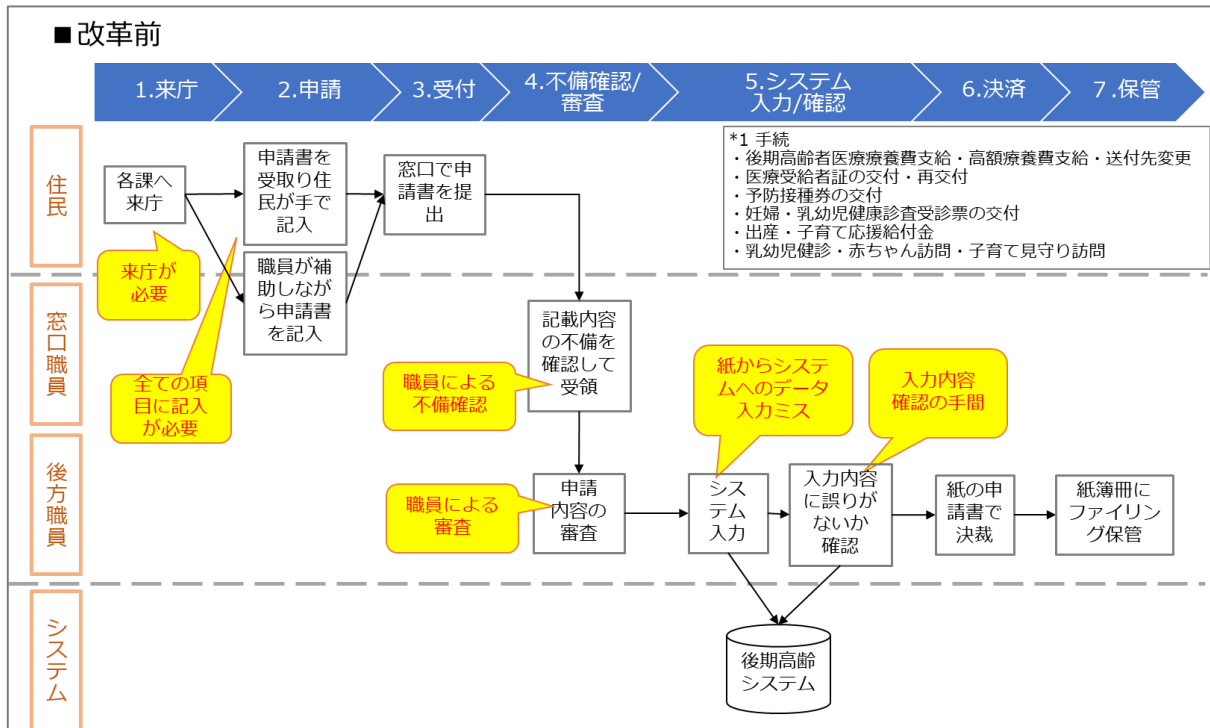 ■改革前
1.来庁
2.申請
3.受付
4.不備確認/
審査
5.システム
入力/確認
6.決済
7.保管
住民
各課へ
来庁
申請書を
受取り住
民が手で
記入
窓口で申
請書を提
出
*1 手続
・後期高齢者医療療養費支給・高額療養費支給・送付先変更
・医療受給者証の交付・再交付
・予防接種券の交付
・妊婦・乳幼児健康診査受診票の交付
・出産・子育て応援給付金
・乳幼児健診・赤ちゃん訪問・子育て見守り訪問
来庁が
必要
職員が補
助しなが
ら申請書
を記入
窓口職員
記載内容
の不備を
確認して
受領
職員による
不備確認
全ての項
目に記入
が必要
紙からシステ
ムへのデータ
入力ミス
入力内容
確認の手間
後方職員
職員による
審査
申請
内容の
審査
シス
テム
入力
入力内容
に誤りが
ないか
確認
紙の申
請書で
決裁
紙簿冊に
ファイリン
グ保管
システム
後期高齢
システム